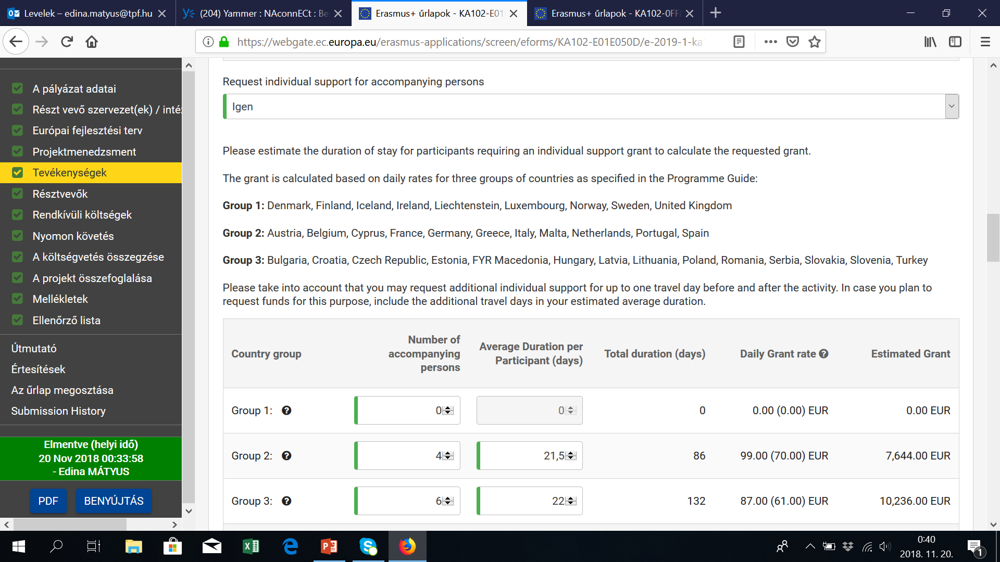 Levelek – edina.matyus@tpf.hu
(204) Yammer : NAconnECt : Be
Erasmus+ űrlapok - KA102-E01
Erasmus+ űrlapok - KA102-0FF
https://webgate.ec.europa.eu/erasmus-applications/screen/eforms/KA102-E01E050D/e-2019-1-ka
A pályázat adatai
Részt vevő szervezet(ek) / inté
Európai fejlesztési terv
Projektmenedzsment
Tevékenységek
Résztvevők
Rendkívüli költségek
Nyomon követés
A költségvetés összegzése
A projekt összefoglalása
Mellékletek
Ellenőrző lista
Útmutató
Értesítések
Az űrlap megosztása
Submission History
Elmentve (helyi idő)
20 Nov 2018 00:33:58
- Edina MÁTYUS
PDF BENYÚJTÁS
Request individual support for accompanying persons
Igen
Please estimate the duration of stay for participants requiring an individual support grant to calculate the requested grant.
The grant is calculated based on daily rates for three groups of countries as specified in the Programme Guide:
Group 1: Denmark, Finland, Iceland, Ireland, Liechtenstein, Luxembourg, Norway, Sweden, United Kingdom
Group 2: Austria, Belgium, Cyprus, France, Germany, Greece, Italy, Malta, Netherlands, Portugal, Spain
Group 3: Bulgaria, Croatia, Czech Republic, Estonia, FYR Macedonia, Hungary, Latvia, Lithuania, Poland, Romania, Serbia, Slovakia, Slovenia, Turkey
Please take into account that you may request additional individual support for up to one travel day before and after the activity. In case you plan to
request funds for this purpose, include the additional travel days in your estimated average duration.
Country group
Number of
accompanying
persons
Average Duration per
Participant (days)
Total duration (days)
Daily Grant rate
Estimated Grant
Group 1: 0 0 0 0.00 (0.00) EUR 0.00 EUR
Group 2: 4 21,5 86 99.00 (70.00) EUR 7,644.00 EUR
Group 3: 6 22 132 87.00 (61.00) EUR 10,236.00 EUR
0:40
2018. 11. 20.
1